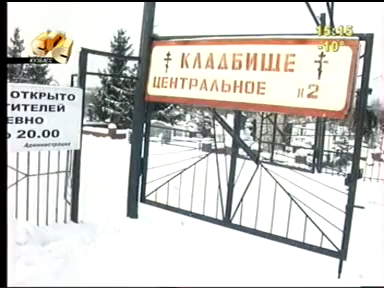 КУЗБАСС
15:15
-10°
КЛАДБИЩЕ
ЦЕНТРАЛЬНОЕ №2
ОТКРЫТО
ТИТЕЛЕЙ
ЕВНО
20.00
Администрация